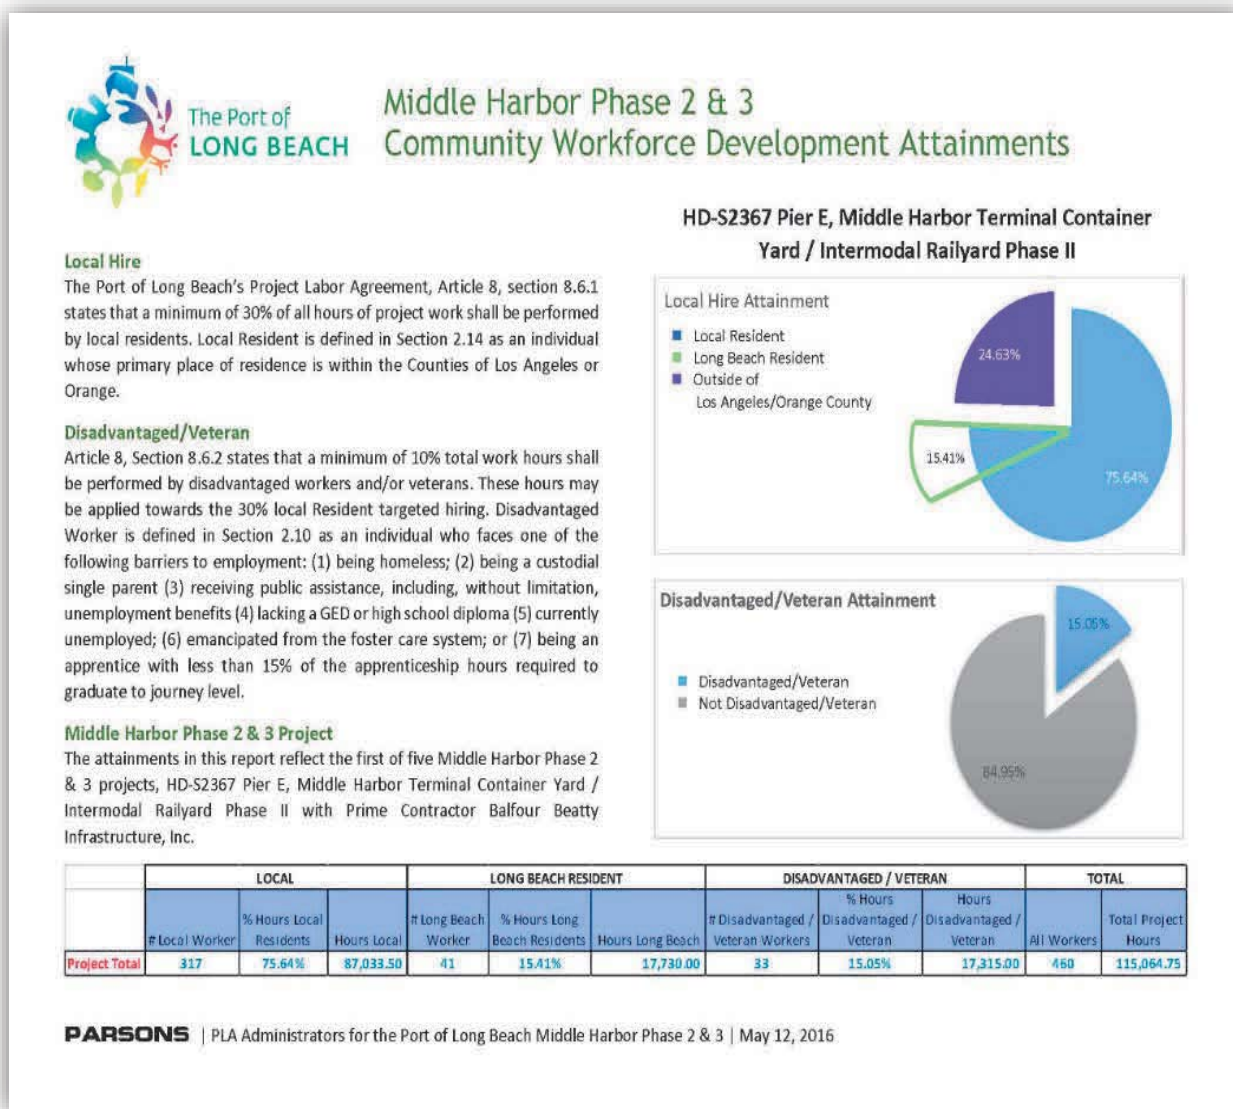 The Port of
LONG BEACH
Middle Harbor Phase 2 & 3
Community Workforce Development Attainments
Local Hire
The Port of Long Beach's Project Labor Agreement, Article 8, section 8.6.1
states that a minimum of 30% of all hours of project work shall be performed
by local residents. Local Resident is defined in Section 2.14 as an individual
whose primary place of residence is within the Counties of Los Angeles or
Orange.
Disadvantaged/Veteran
Article 8, Section 8.6.2 states that a minimum of 10% total work hours shall
be performed by disadvantaged workers and/or veterans. These hours may
be applied towards the 30% local Resident targeted hiring. Disadvantaged
Worker is defined in Section 2.10 as an individual who faces one of the
following barriers to employment: (1) being homeless; (2) being a custodial
single parent (3) receiving public assistance, including, without limitation,
unemployment benefits (4) lacking a GED or high school diploma (5) currently
unemployed; (6) emancipated from the foster care system; or (7) being an
apprentice with less than 15% of the apprenticeship hours required to
graduate to journey level.
Middle Harbor Phase 2 & 3 Project
The attainments in this report reflect the first of five Middle Harbor Phase 2
& 3 projects, HD-S2367 Pier E, Middle Harbor Terminal Container Yard /
Intermodal Railyard Phase II with Prime Contractor Balfour Beatty
Infrastructure, Inc.
HD-S2367 Pier E, Middle Harbor Terminal Container
Yard / Intermodal Railyard Phase II
Local Hire Attainment
Local Resident
Long Beach Resident
Outside of
Los Angeles/Orange County
24.63%
15.41%
75.64%
Disadvantaged/Veteran Attainment
Disadvantaged/Veteran
Not Disadvantaged/Veteran
15.05%
84.95%
LOCAL LONG BEACH RESIDENT DISADVANTAGED / VETERAN TOTAL
# Local Worker % Hours Local Residents Hours Local # Long Beach Worker % Hours Long Beach Residents Hours Long Beach # Disadvantaged / Veteran Workers % Hours Disadvantaged / Veteran Hours Disadvantaged / Veteran All Workers Total Project Hours
Project Total 317 75.64% 87,033.50 41 15.41% 17,730.00 33 15.05% 17,315.00 460 115,064.75
PARSONS | PLA Administrators for the Port of Long Beach Middle Harbor Phase 2 & 3 | May 12, 2016